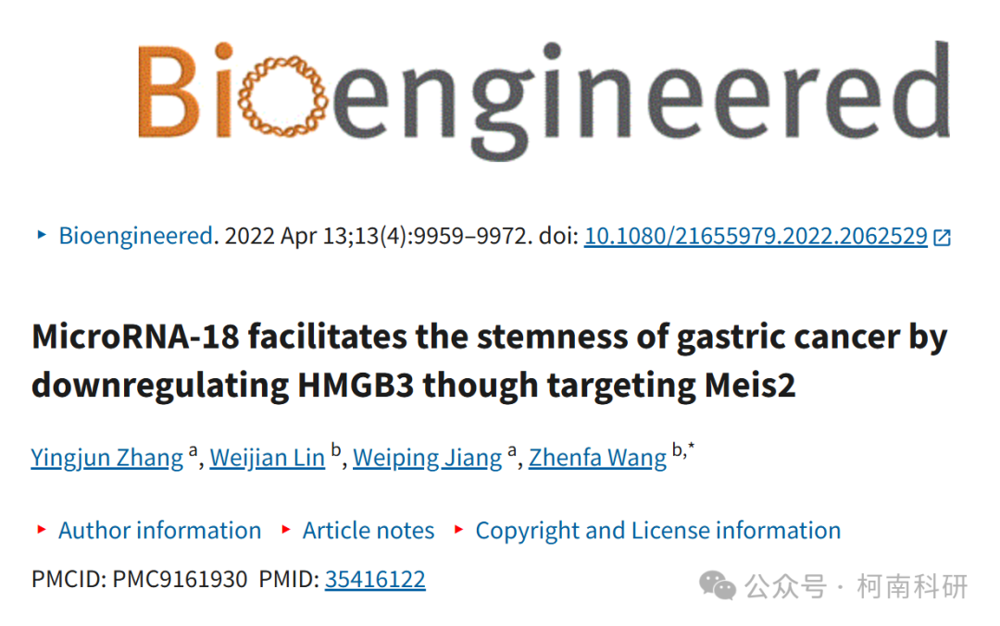 Bioengineered
‣ Bioengineered. 2022 Apr 13;13(4):9959–9972. doi: 10.1080/21655979.2022.2062529
MicroRNA-18 facilitates the stemness of gastric cancer by
downregulating HMGB3 though targeting Meis2
Yingjun Zhang a, Weijian Lin b, Weiping Jiang a, Zhenfa Wang b,*
‣ Author information ‣ Article notes ‣ Copyright and License information
PMCID: PMC9161930 PMID: 35416122
公众号 · 柯南科研